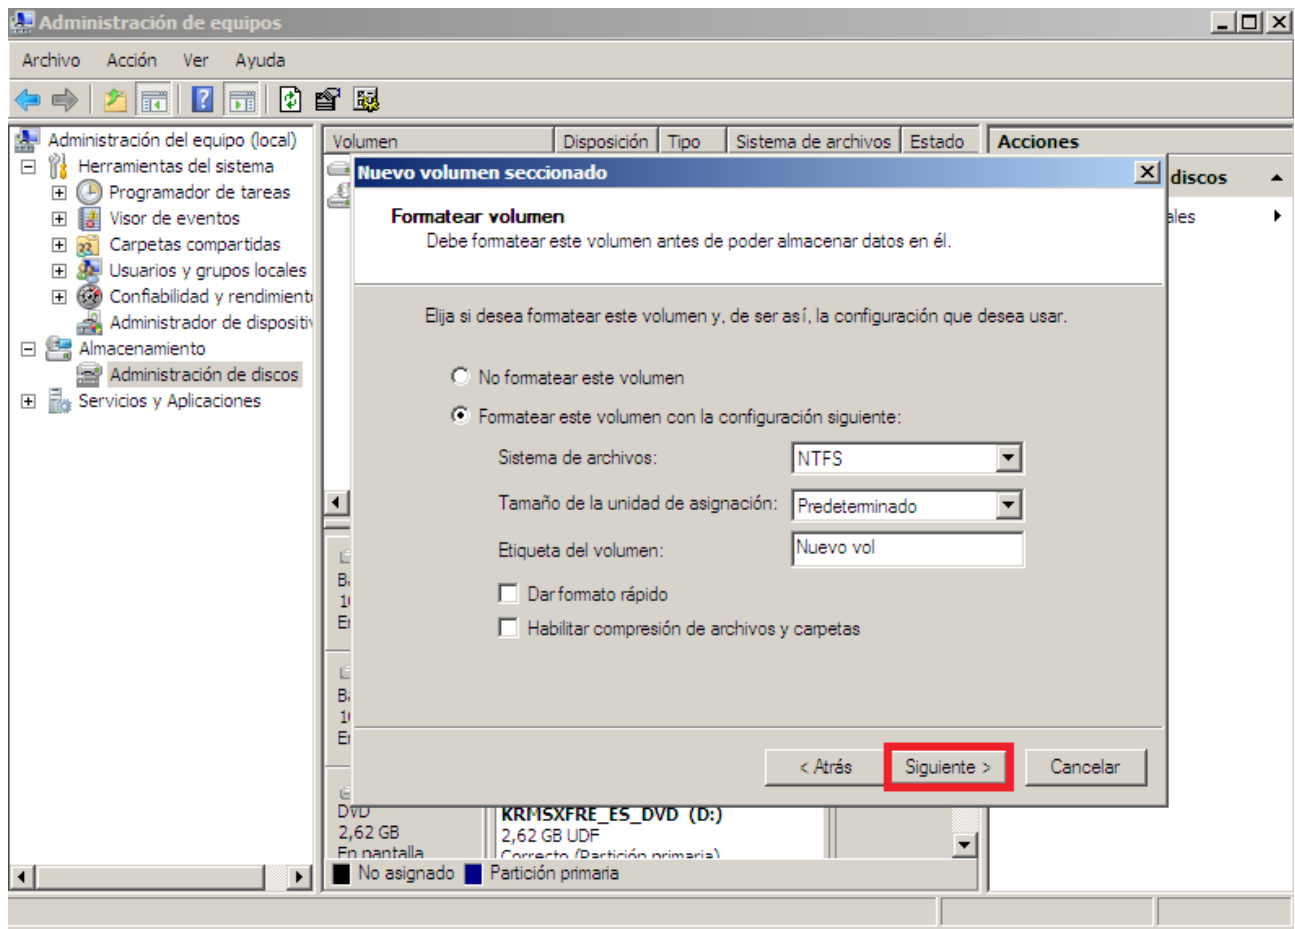 Administración de equipos
Archivo Acción Ver Ayuda
Administración del equipo (local)
Herramientas del sistema
Programador de tareas
Visor de eventos
Carpetas compartidas
Usuarios y grupos locales
Confiabilidad y rendimient
Administrador de dispositiv
Almacenamiento
Administración de discos
Servicios y Aplicaciones
Volumen Disposición Tipo Sistema de archivos Estado
Acciones
discos
ales
Nuevo volumen seccionado
Formatear volumen
Debe formatear este volumen antes de poder almacenar datos en él.
Elija si desea formatear este volumen y, de ser así, la configuración que desea usar.
No formatear este volumen
Formatear este volumen con la configuración siguiente:
Sistema de archivos: NTFS
Tamaño de la unidad de asignación: Predeterminado
Etiqueta del volumen: Nuevo vol
Dar formato rápido
Habilitar compresión de archivos y carpetas
< Atrás Siguiente > Cancelar
DVD
2,62 GB
En pantalla
KRMSXFRE_ES_DVD (D:)
2,62 GB UDF
Correcto (Partición primaria)
No asignado Partición primaria